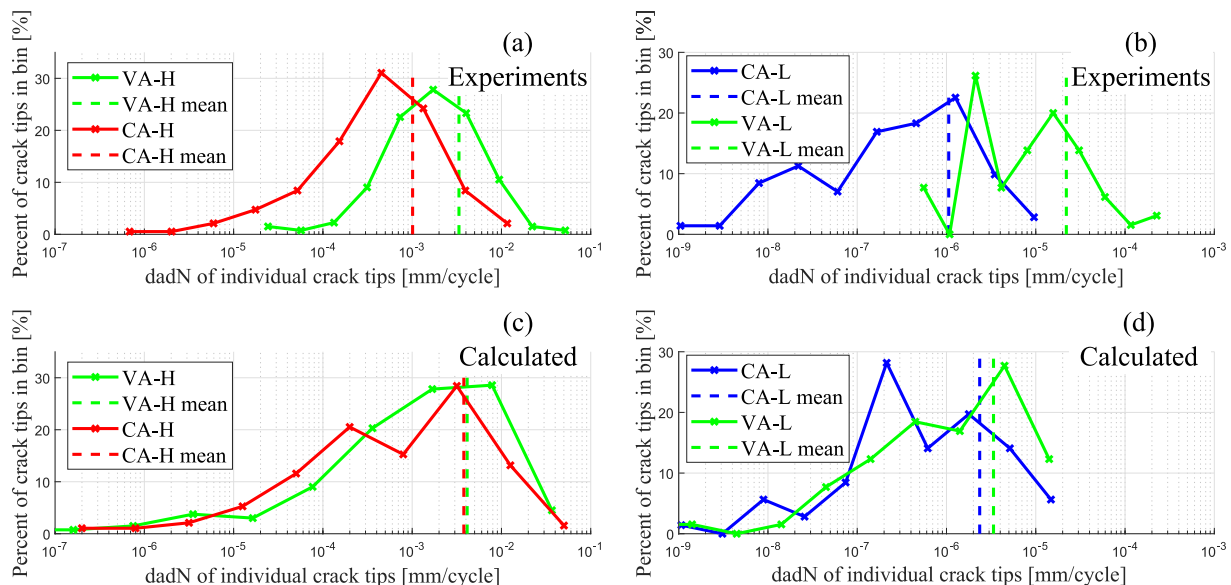 (a)
Experiments
Percent of crack tips in bin [%]
30
20
10
0
VA-H
VA-H mean
CA-H
CA-H mean
10-7
10-6
10-5
10-4
10-3
10-2
10-1
dadN of individual crack tips [mm/cycle]
(b)
Experiments
Percent of crack tips in bin [%]
30
20
10
0
CA-L
CA-L mean
VA-L
VA-L mean
10-9
10-8
10-7
10-6
10-5
10-4
10-3
dadN of individual crack tips [mm/cycle]
(c)
Calculated
Percent of crack tips in bin [%]
30
20
10
0
VA-H
VA-H mean
CA-H
CA-H mean
10-7
10-6
10-5
10-4
10-3
10-2
10-1
dadN of individual crack tips [mm/cycle]
(d)
Calculated
Percent of crack tips in bin [%]
30
20
10
0
CA-L
CA-L mean
VA-L
VA-L mean
10-9
10-8
10-7
10-6
10-5
10-4
10-3
dadN of individual crack tips [mm/cycle]